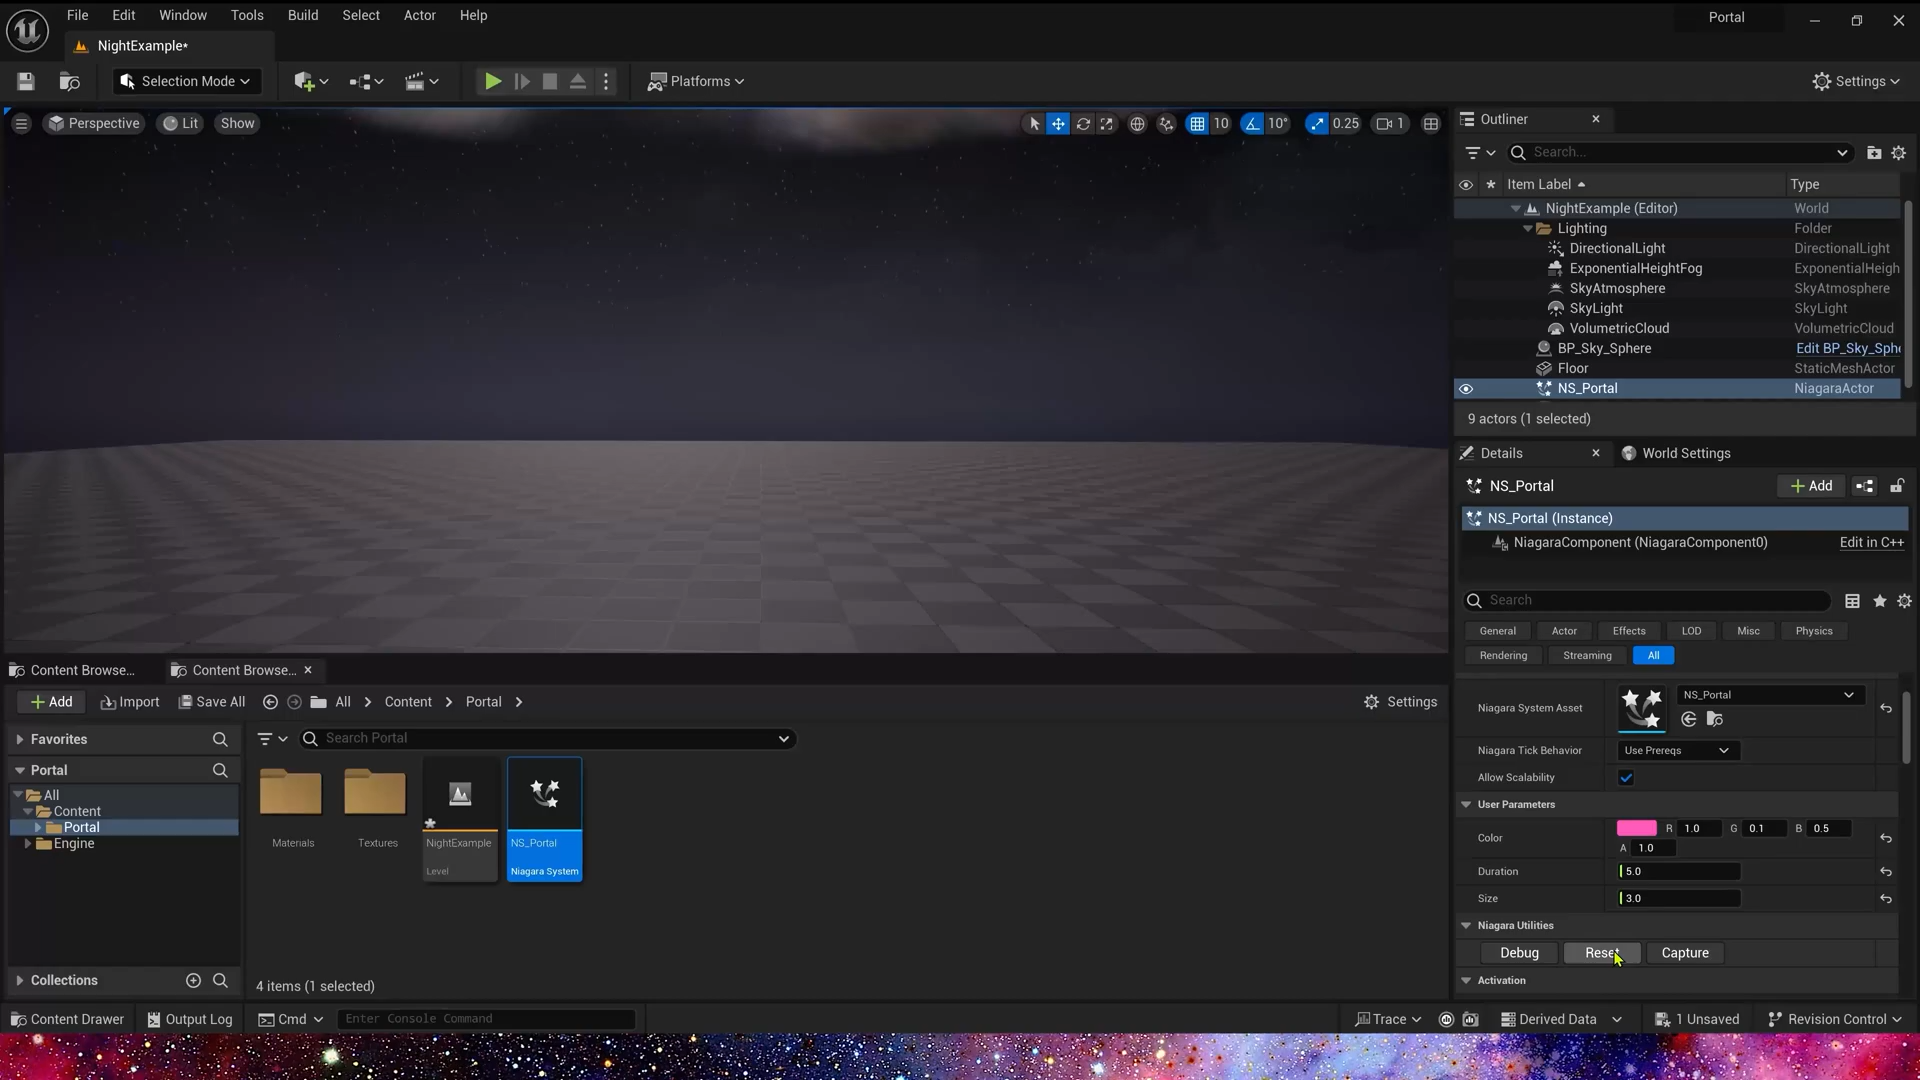 File Edit Window Tools Build Select Actor Help
Portal
NightExample*
Selection Mode
Platforms
Settings
Perspective Lit Show
10 10° 0.25 1
Outliner
Search...
Item Label Type
NightExample (Editor) World
Lighting Folder
DirectionalLight DirectionalLight
ExponentialHeightFog ExponentialHeigh
SkyAtmosphere SkyAtmosphere
SkyLight SkyLight
VolumetricCloud VolumetricCloud
BP_Sky_Sphere Edit BP_Sky_Sph
Floor StaticMeshActor
NS_Portal NiagaraActor
9 actors (1 selected)
Details World Settings
NS_Portal Add
NS_Portal (Instance)
NiagaraComponent (NiagaraComponent0) Edit in C++
Search
General Actor Effects LOD Misc Physics
Rendering Streaming All
Niagara System Asset NS_Portal
Niagara Tick Behavior Use Prereqs
Allow Scalability
User Parameters
Color R 1.0 G 0.1 B 0.5
A 1.0
Duration 5.0
Size 3.0
Niagara Utilities
Debug Reset Capture
Activation
Content Browse... Content Browse...
Add Import Save All All Content Portal Settings
Favorites
Search Portal
Portal
All
Content
Portal
Engine
Materials Textures NightExample NS_Portal
Level Niagara System
Collections
4 items (1 selected)
Content Drawer Output Log Cmd Enter Console Command Trace Derived Data 1 Unsaved Revision Control